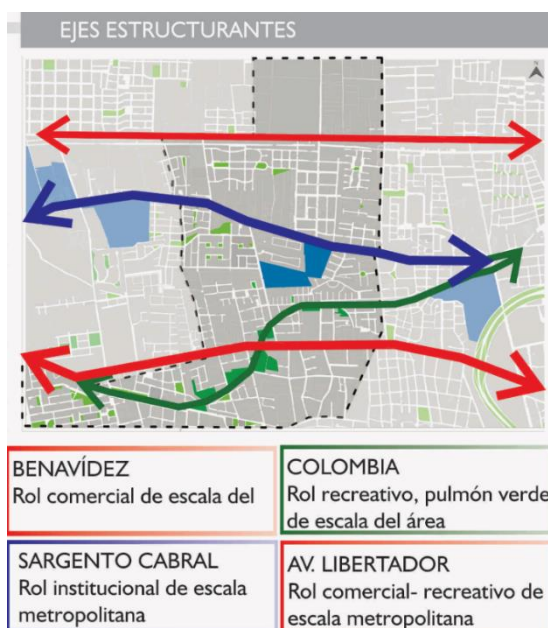 EJES ESTRUCTURANTES
N
BENAVÍDEZ
Rol comercial de escala del
COLOMBIA
Rol recreativo, pulmón verde
de escala del área
SARGENTO CABRAL
Rol institucional de escala
metropolitana
AV. LIBERTADOR
Rol comercial- recreativo de
escala metropolitana